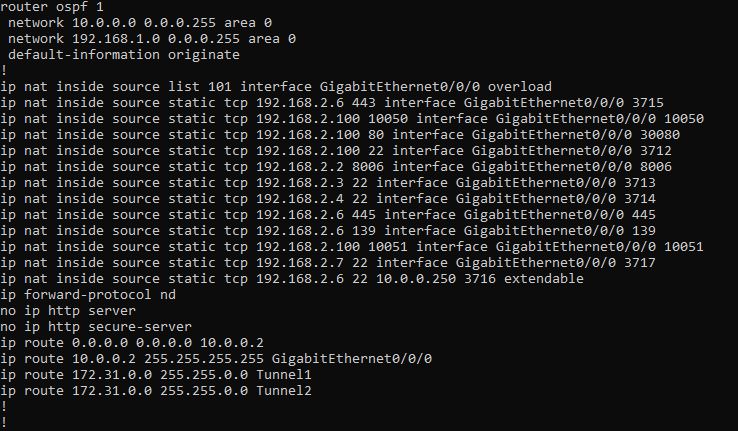 router ospf 1
 network 10.0.0.0 0.0.0.255 area 0
 network 192.168.1.0 0.0.0.255 area 0
 default-information originate
!
ip nat inside source list 101 interface GigabitEthernet0/0/0 overload
ip nat inside source static tcp 192.168.2.6 443 interface GigabitEthernet0/0/0 3715
ip nat inside source static tcp 192.168.2.100 10050 interface GigabitEthernet0/0/0 10050
ip nat inside source static tcp 192.168.2.100 80 interface GigabitEthernet0/0/0 30080
ip nat inside source static tcp 192.168.2.100 22 interface GigabitEthernet0/0/0 3712
ip nat inside source static tcp 192.168.2.2 8006 interface GigabitEthernet0/0/0 8006
ip nat inside source static tcp 192.168.2.3 22 interface GigabitEthernet0/0/0 3713
ip nat inside source static tcp 192.168.2.4 22 interface GigabitEthernet0/0/0 3714
ip nat inside source static tcp 192.168.2.6 445 interface GigabitEthernet0/0/0 445
ip nat inside source static tcp 192.168.2.6 139 interface GigabitEthernet0/0/0 139
ip nat inside source static tcp 192.168.2.100 10051 interface GigabitEthernet0/0/0 10051
ip nat inside source static tcp 192.168.2.7 22 interface GigabitEthernet0/0/0 3717
ip nat inside source static tcp 192.168.2.6 22 10.0.0.250 3716 extendable
ip forward-protocol nd
no ip http server
no ip http secure-server
ip route 0.0.0.0 0.0.0.0 10.0.0.2
ip route 10.0.0.2 255.255.255.255 GigabitEthernet0/0/0
ip route 172.31.0.0 255.255.0.0 Tunnel1
ip route 172.31.0.0 255.255.0.0 Tunnel2
!
!